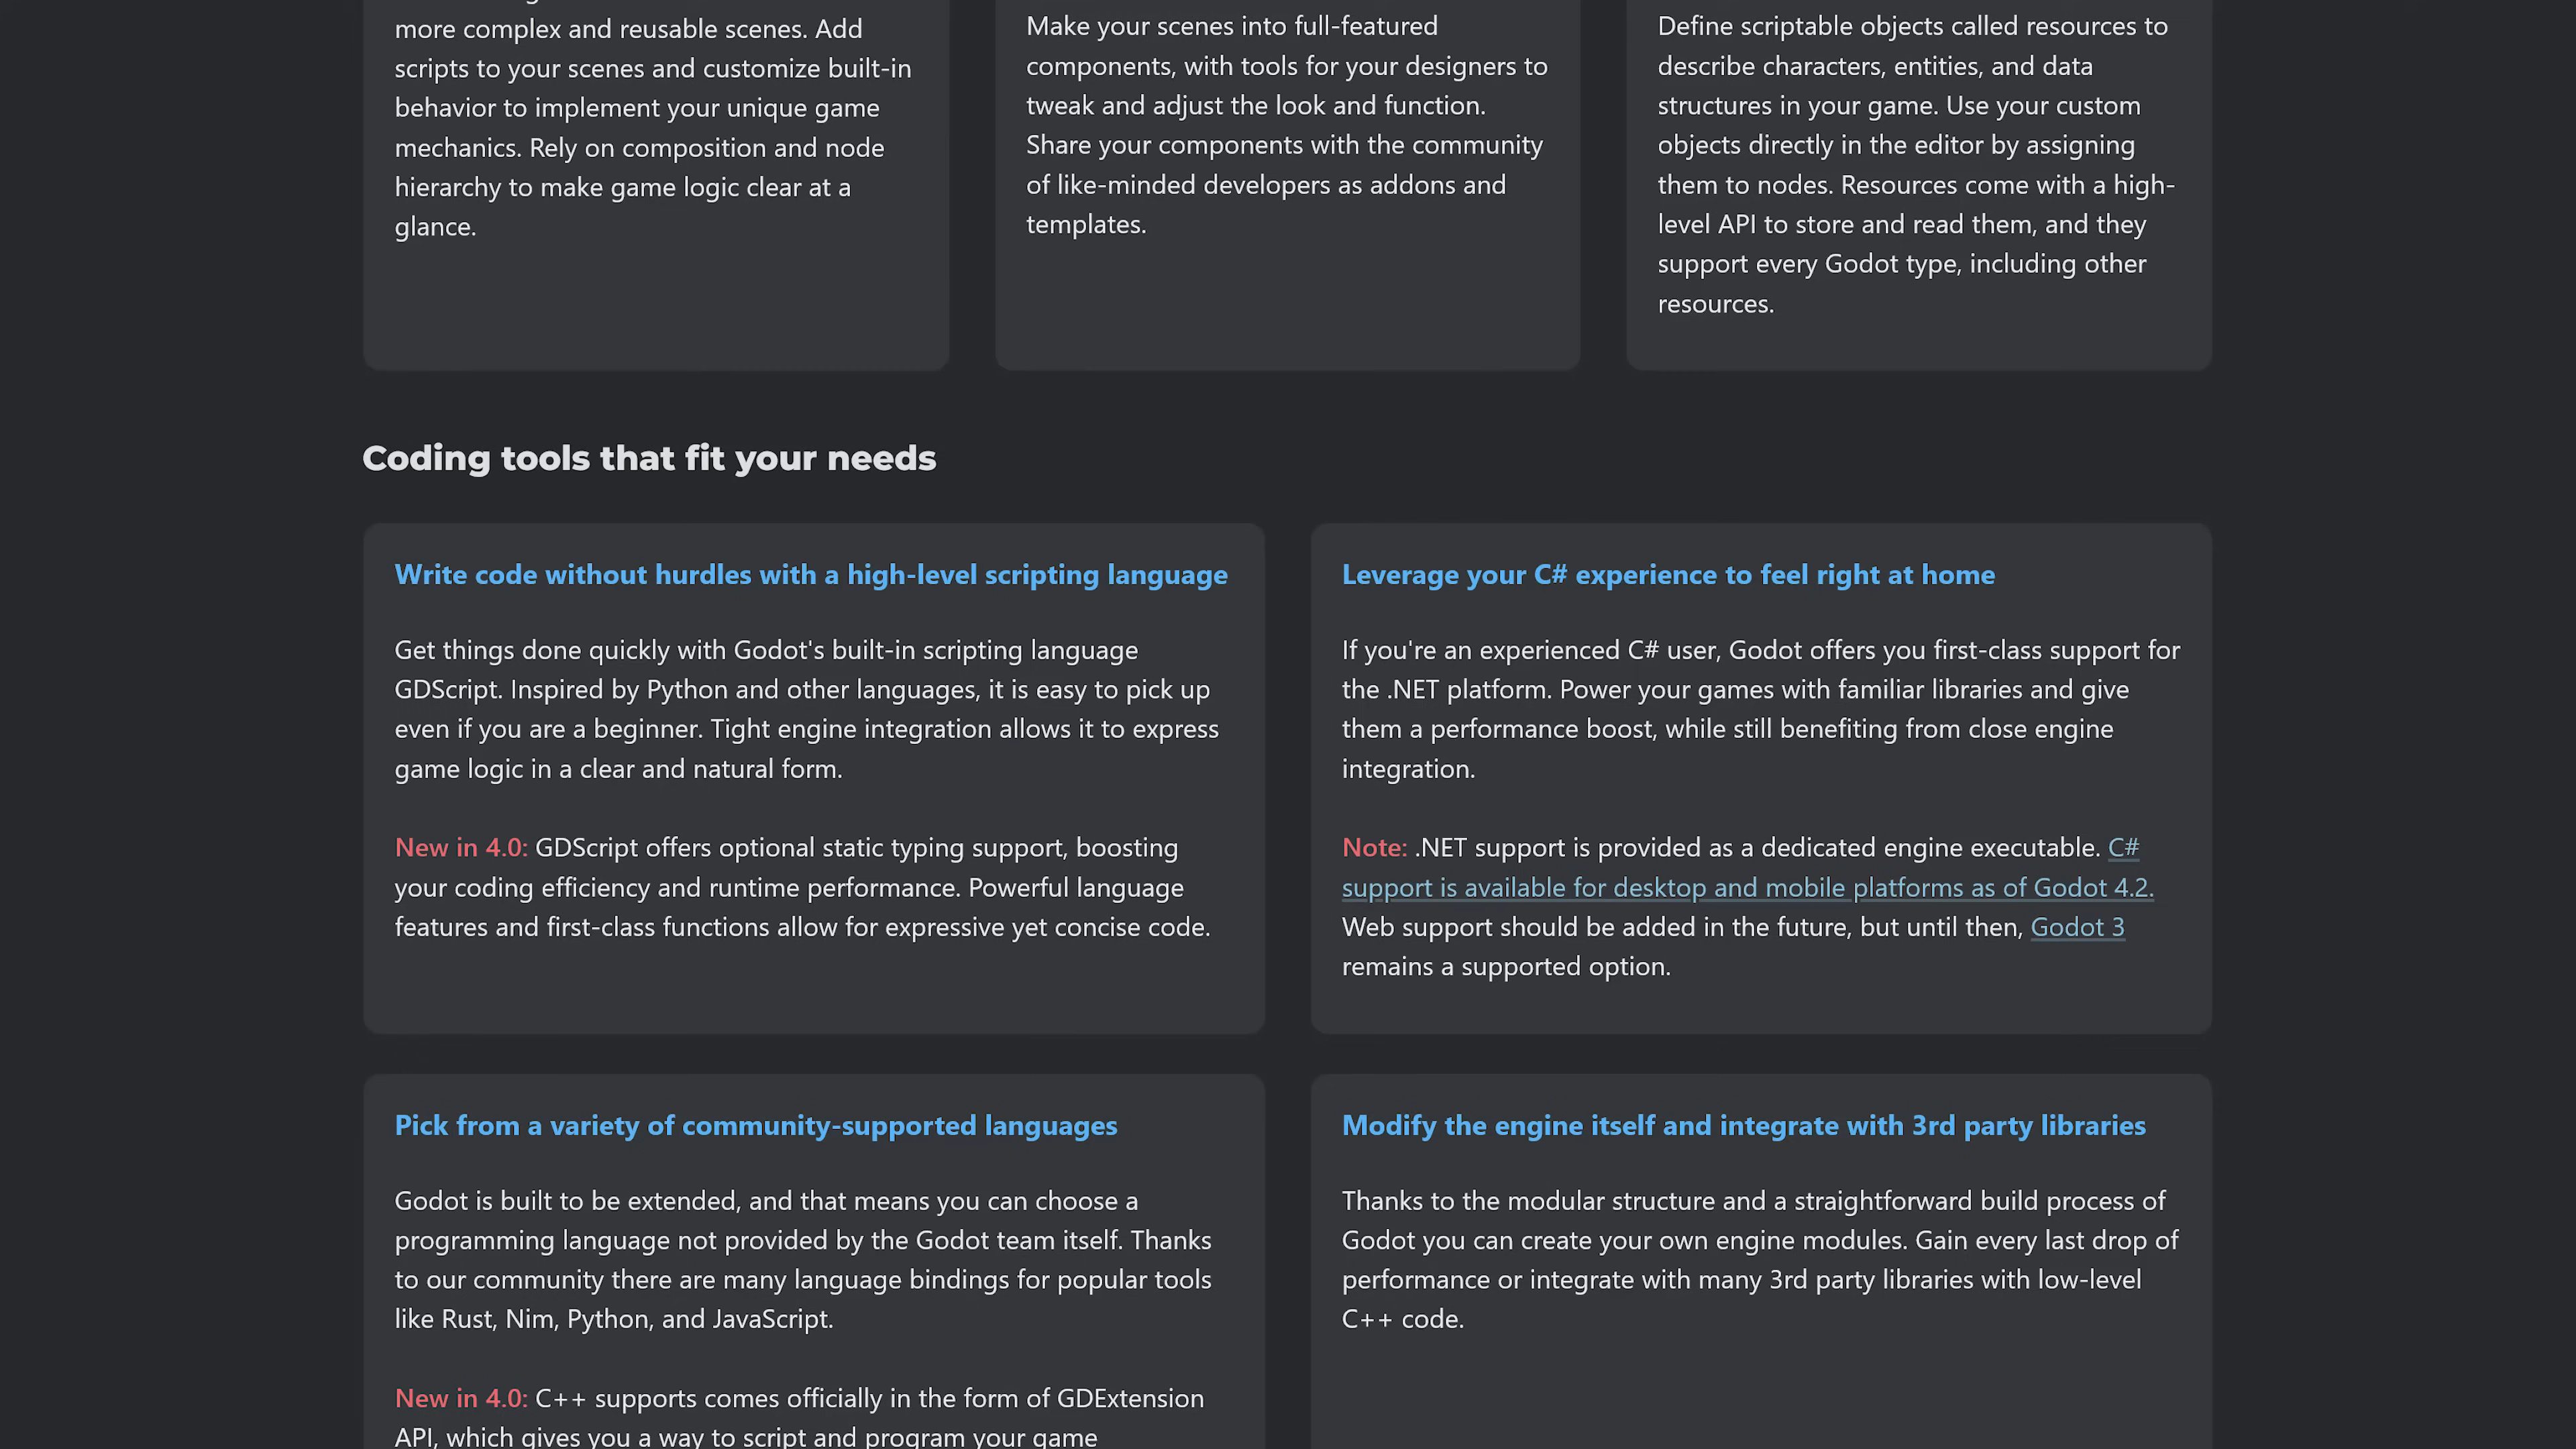 more complex and reusable scenes. Add
scripts to your scenes and customize built-in
behavior to implement your unique game
mechanics. Rely on composition and node
hierarchy to make game logic clear at a
glance.
Make your scenes into full-featured
components, with tools for your designers to
tweak and adjust the look and function.
Share your components with the community
of like-minded developers as addons and
templates.
Define scriptable objects called resources to
describe characters, entities, and data
structures in your game. Use your custom
objects directly in the editor by assigning
them to nodes. Resources come with a high-
level API to store and read them, and they
support every Godot type, including other
resources.
Coding tools that fit your needs
Write code without hurdles with a high-level scripting language
Get things done quickly with Godot's built-in scripting language
GDScript. Inspired by Python and other languages, it is easy to pick up
even if you are a beginner. Tight engine integration allows it to express
game logic in a clear and natural form.
New in 4.0: GDScript offers optional static typing support, boosting
your coding efficiency and runtime performance. Powerful language
features and first-class functions allow for expressive yet concise code.
Leverage your C# experience to feel right at home
If you're an experienced C# user, Godot offers you first-class support for
the .NET platform. Power your games with familiar libraries and give
them a performance boost, while still benefiting from close engine
integration.
Note: .NET support is provided as a dedicated engine executable. C#
support is available for desktop and mobile platforms as of Godot 4.2.
Web support should be added in the future, but until then, Godot 3
remains a supported option.
Pick from a variety of community-supported languages
Godot is built to be extended, and that means you can choose a
programming language not provided by the Godot team itself. Thanks
to our community there are many language bindings for popular tools
like Rust, Nim, Python, and JavaScript.
New in 4.0: C++ supports comes officially in the form of GDExtension
API, which gives you a way to script and program your game
Modify the engine itself and integrate with 3rd party libraries
Thanks to the modular structure and a straightforward build process of
Godot you can create your own engine modules. Gain every last drop of
performance or integrate with many 3rd party libraries with low-level
C++ code.